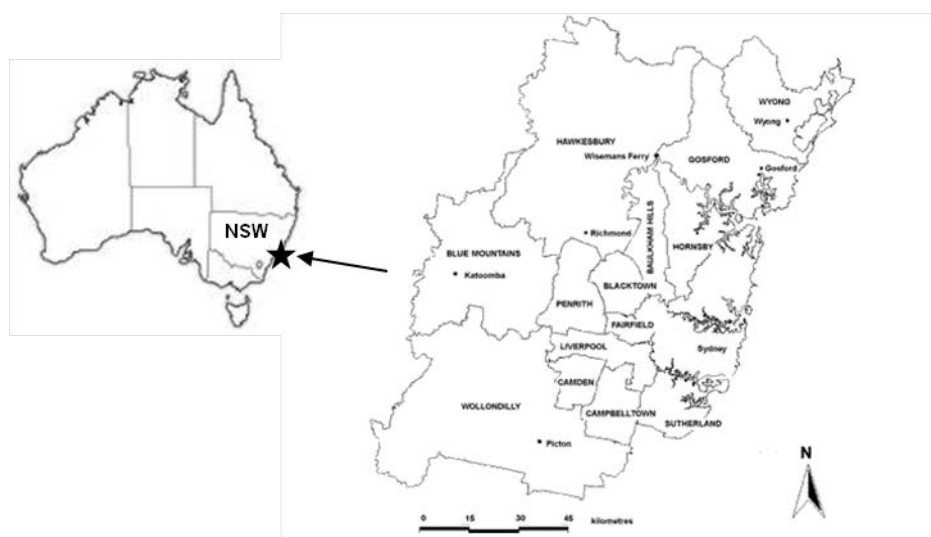 NSW
WYONG
Wyong
HAWKESBURY
Wisemans Ferry
GOSFORD
Gosford
BAULKHAM HILLS
Richmond
HORNSBY
BLUE MOUNTAINS
Katoomba
BLACKTOWN
PENRITH
FAIRFIELD
LIVERPOOL
Sydney
CAMDEN
WOLLONDILLY
CAMPBELLTOWN
SUTHERLAND
Picton
N
0 15 30 45
kilometres